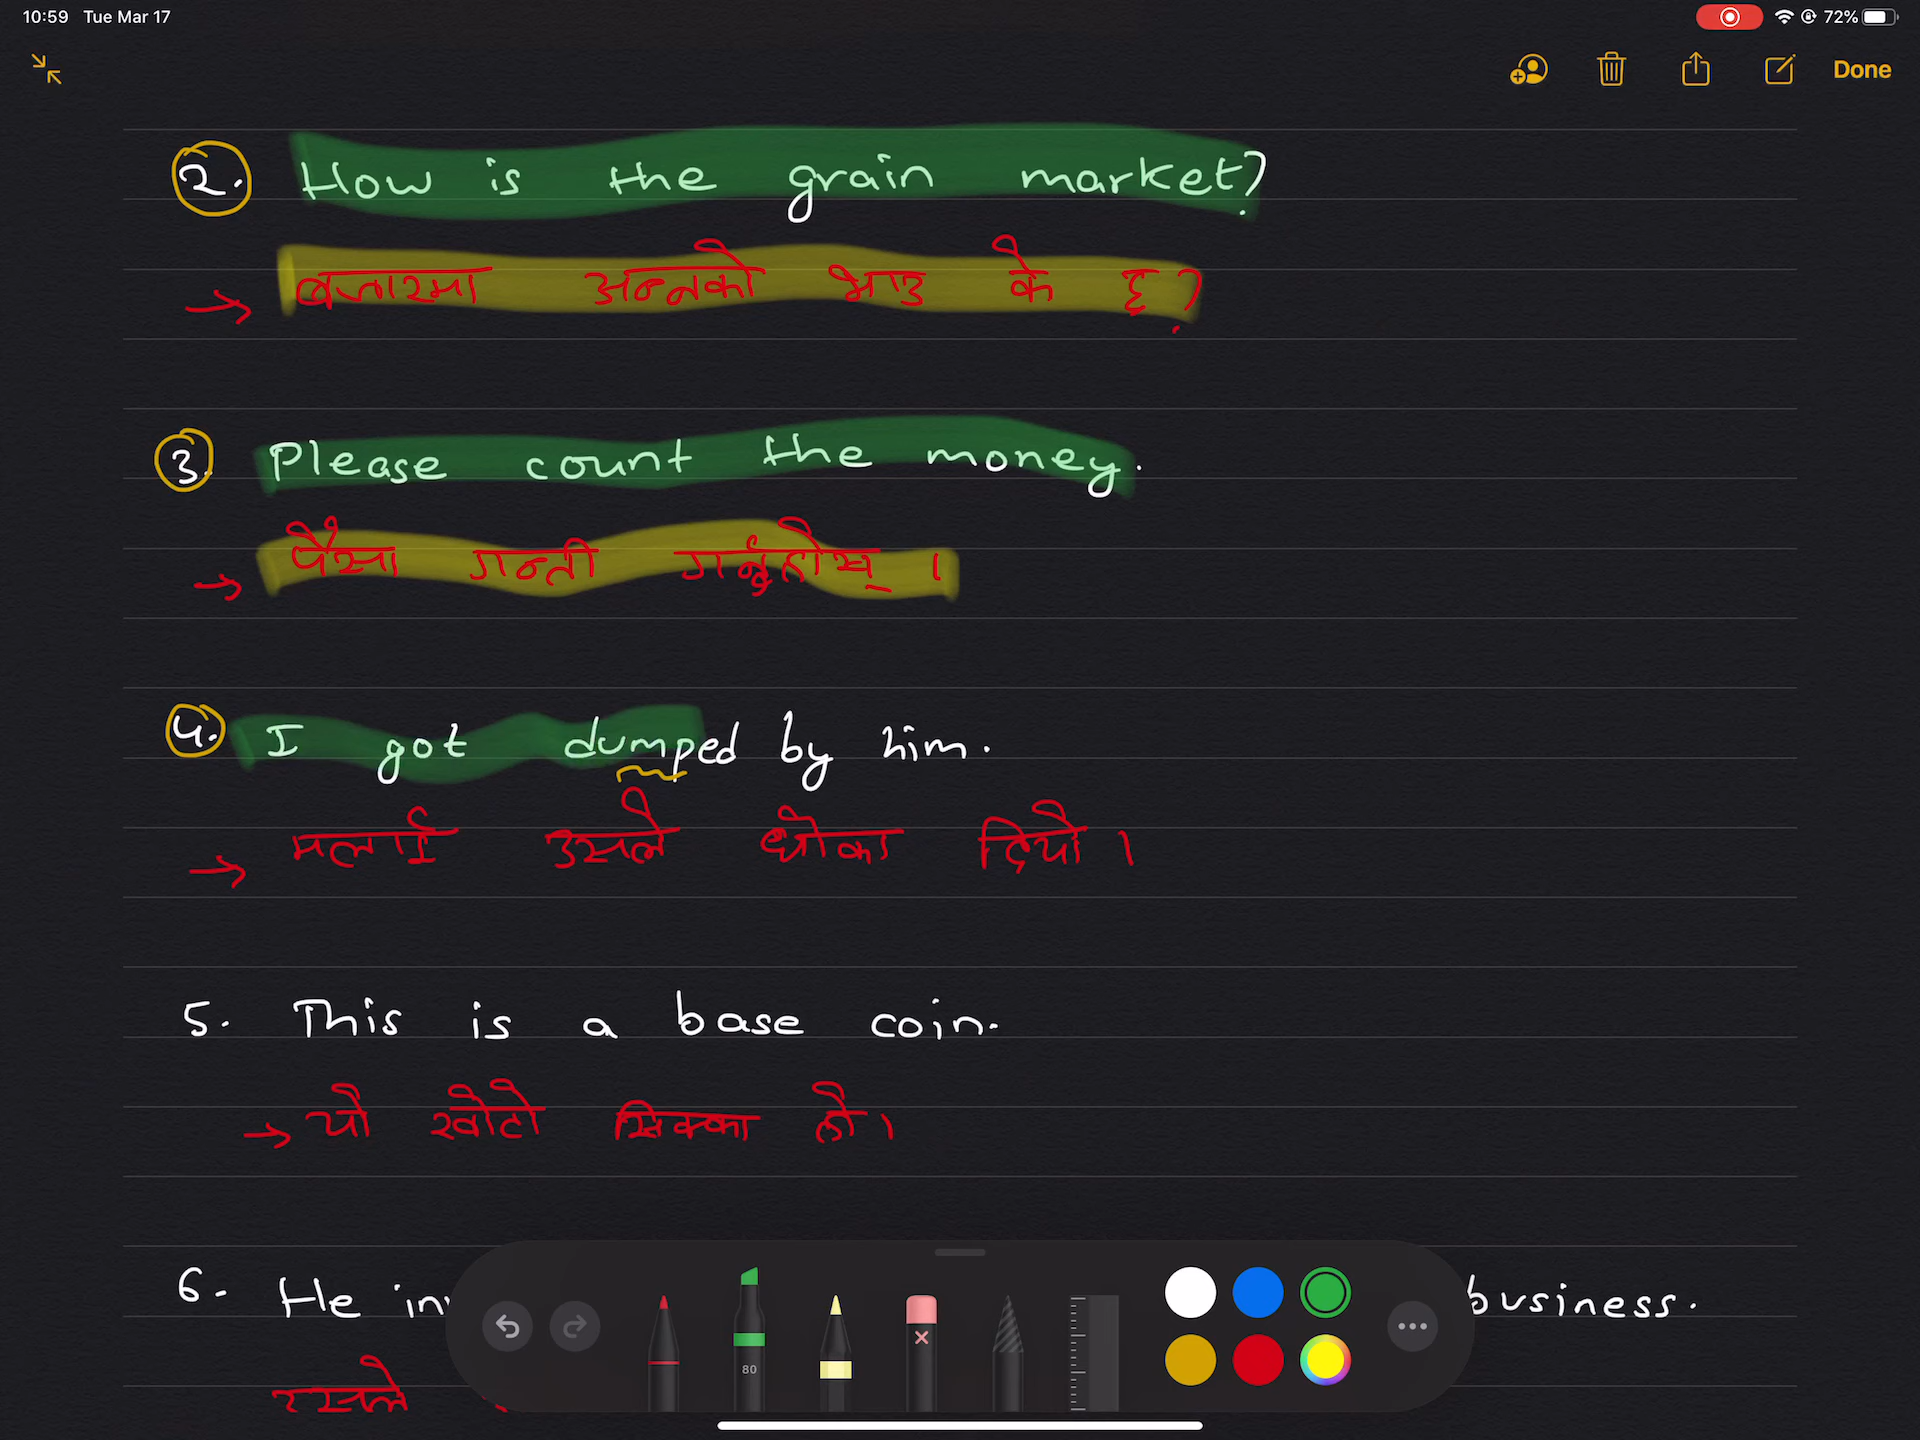 10:59 Tue Mar 17 72%
Done
2. How is the grain market?
→ बजारमा अन्नको भाउ के छ?
3. Please count the money.
→ पैसा गन्ती गर्नुहोस् ।
4. I got dumped by him.
→ मलाई उसले धोका दियो ।
5. This is a base coin.
→ यो खोटो सिक्का हो।
6. He business.
80